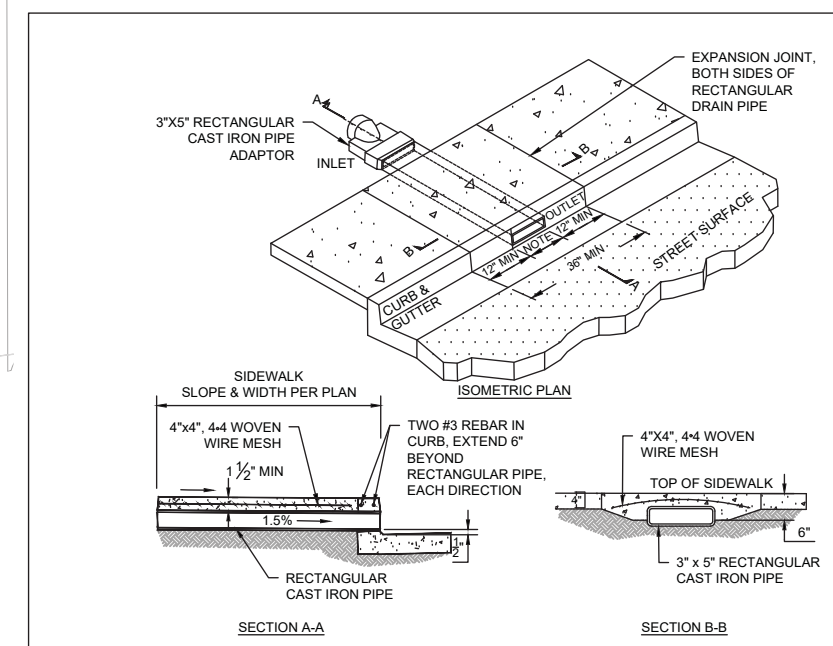 EXPANSION JOINT,
BOTH SIDES OF
RECTANGULAR
DRAIN PIPE
A
3"X5" RECTANGULAR
CAST IRON PIPE
ADAPTOR
INLET
B
OUTLET
B
12" MIN
NOTE
12" MIN
36" MIN
A
STREET SURFACE
CURB &
GUTTER
ISOMETRIC PLAN
SIDEWALK
SLOPE & WIDTH PER PLAN
4"x4", 4•4 WOVEN
WIRE MESH
1 1/2" MIN
TWO #3 REBAR IN
CURB, EXTEND 6"
BEYOND
RECTANGULAR PIPE,
EACH DIRECTION
1.5%
1/2"
RECTANGULAR
CAST IRON PIPE
SECTION A-A
4"X4", 4•4 WOVEN
WIRE MESH
TOP OF SIDEWALK
4"
6"
3" x 5" RECTANGULAR
CAST IRON PIPE
SECTION B-B